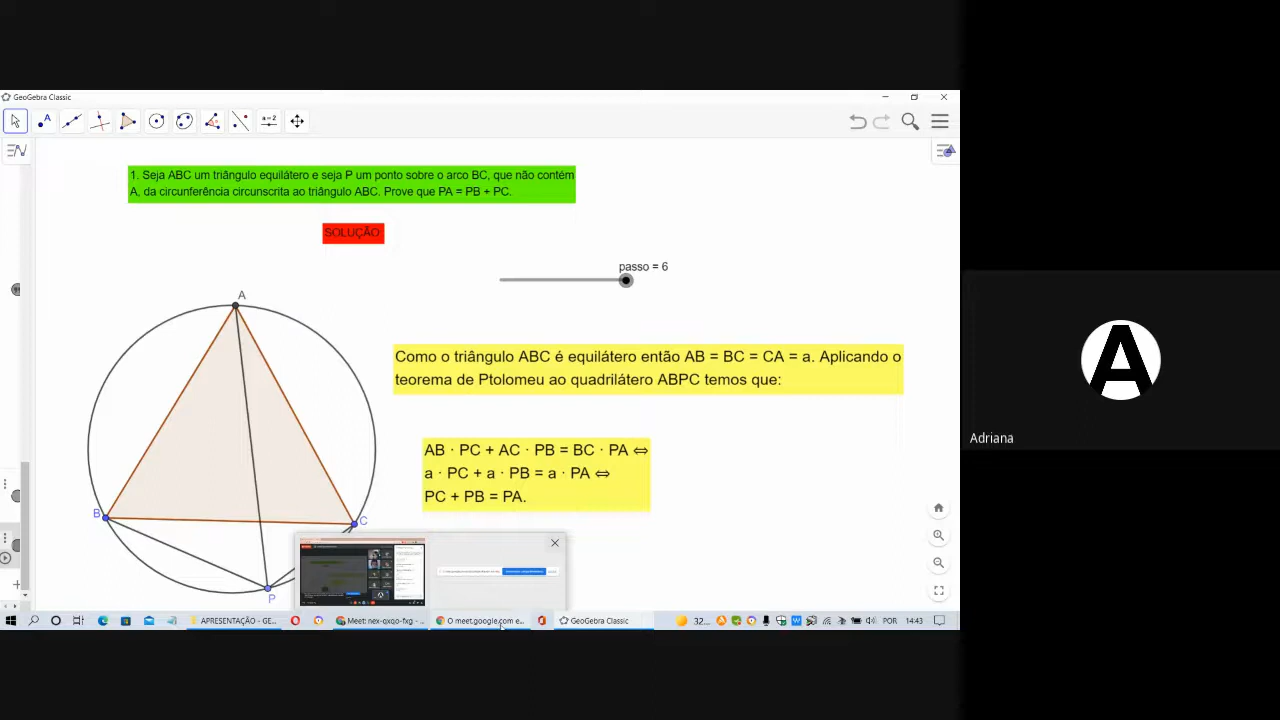 GeoGebra Classic
a=2
1. Seja ABC um triângulo equilátero e seja P um ponto sobre o arco BC, que não contém
A, da circunferência circunscrita ao triângulo ABC. Prove que PA = PB + PC.
SOLUÇÃO:
passo = 6
A
Como o triângulo ABC é equilátero então AB = BC = CA = a. Aplicando o
teorema de Ptolomeu ao quadrilátero ABPC temos que:
AB · PC + AC · PB = BC · PA ⇔
a · PC + a · PB = a · PA ⇔
PC + PB = PA.
B
C
P
A
Adriana
APRESENTAÇÃO - GE...
Meet: nex-qxqo-fxg - ...
O meet.google.com e...
GeoGebra Classic
32...
POR
14:43